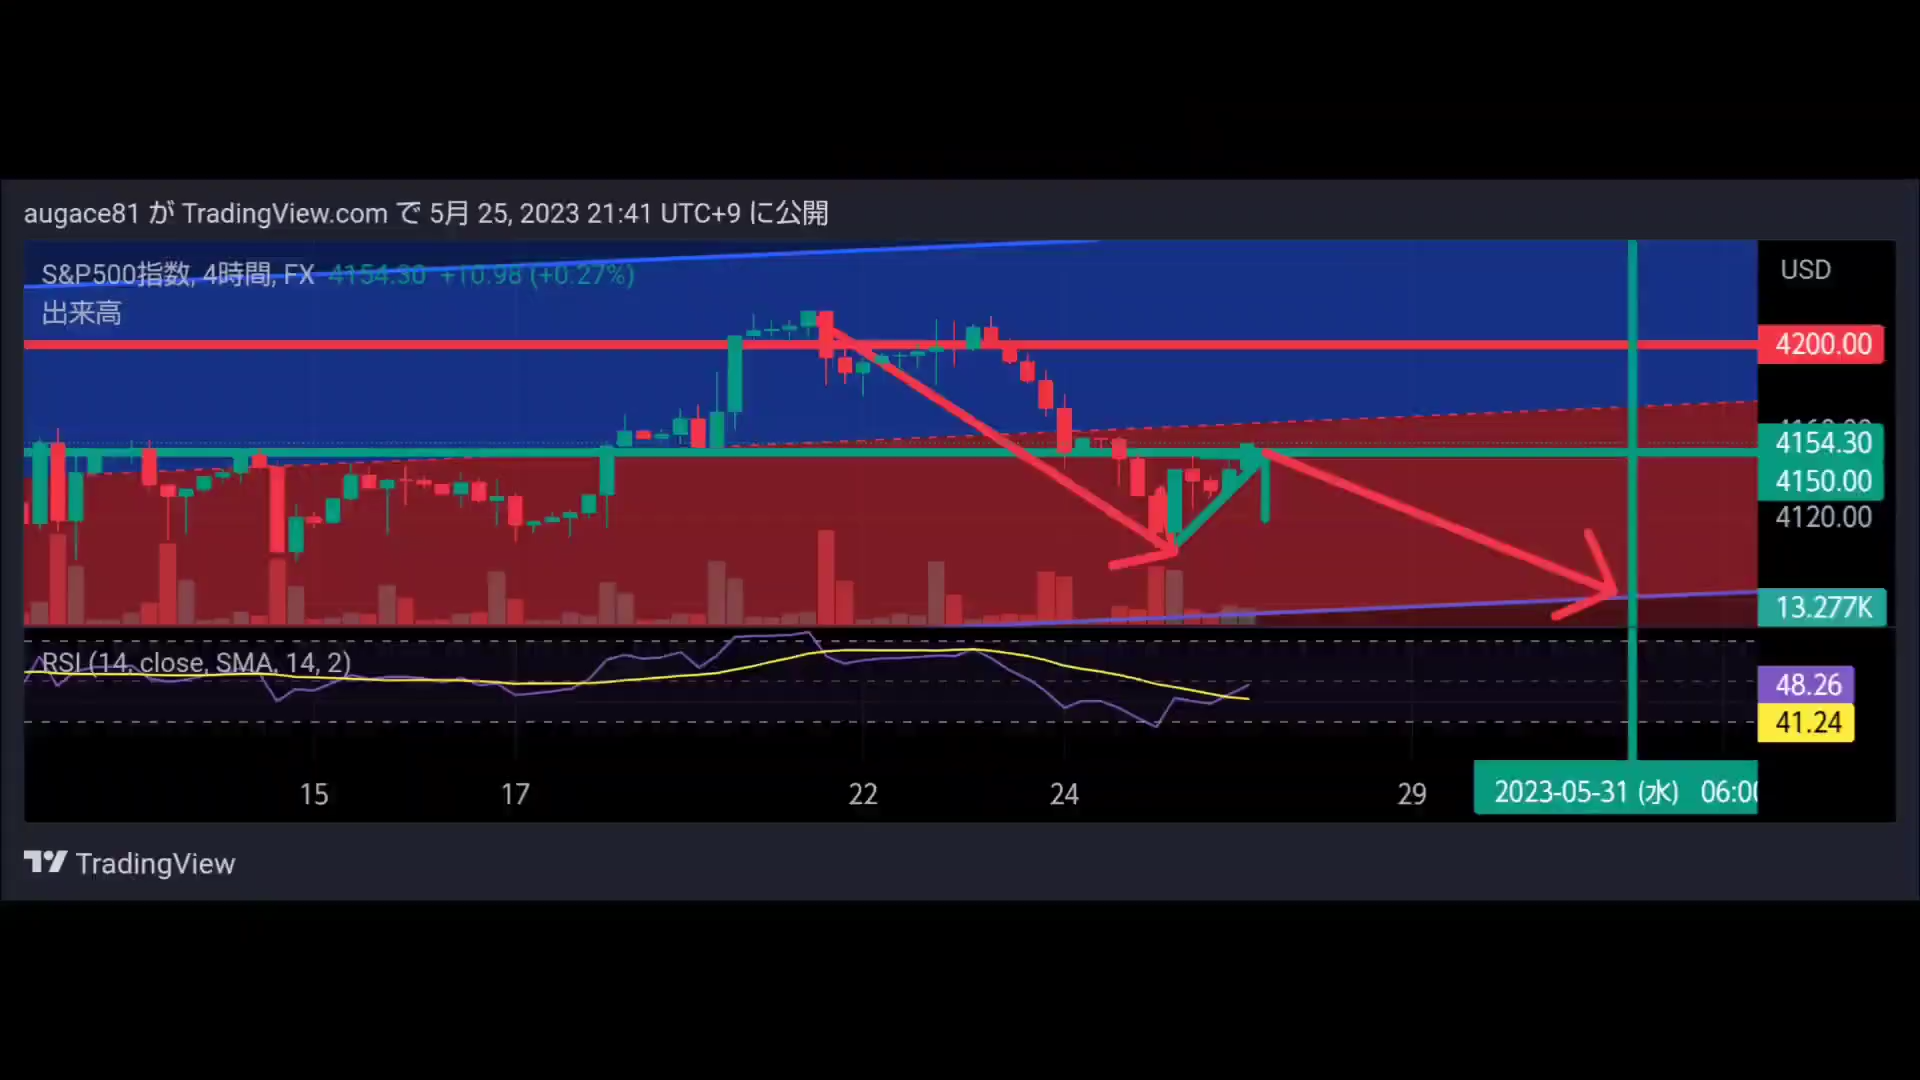 augace81 が TradingView.com で 5月 25, 2023 21:41 UTC+9 に公開
S&P500指数, 4時間, FX 4154.30 +10.98 (+0.27%)
出来高
USD
4200.00
4154.30
4150.00
4120.00
13.277K
RSI (14, close, SMA, 14, 2)
48.26
41.24
15 17 22 24 29 2023-05-31 (水) 06:00
TradingView